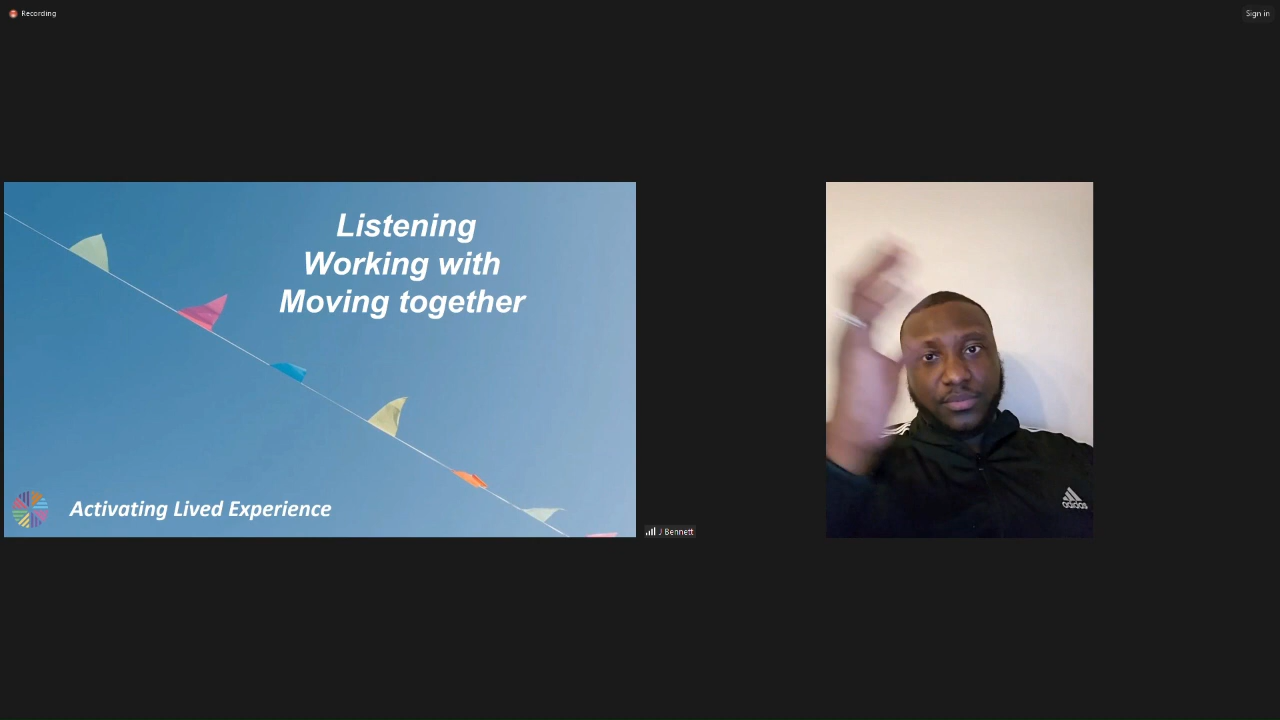 Recording
Sign in
Listening
Working with
Moving together
Activating Lived Experience
J Bennett
adidas